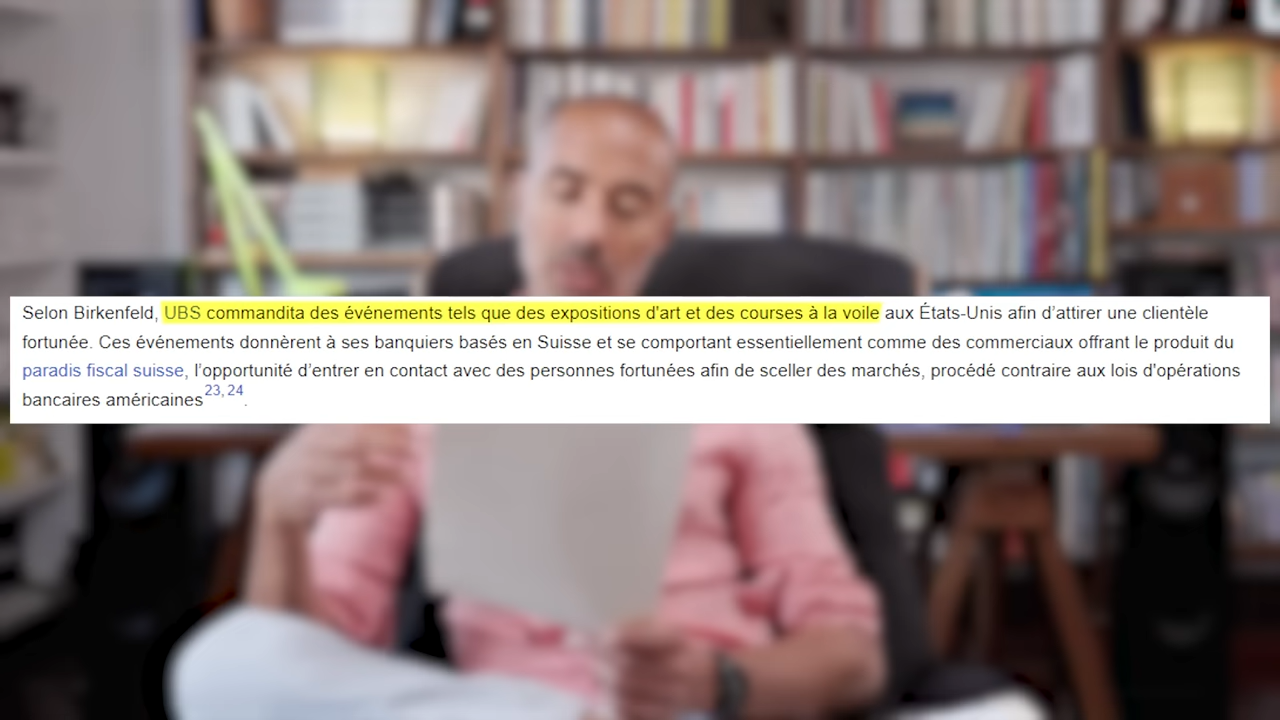 Selon Birkenfeld, UBS commandita des événements tels que des expositions d'art et des courses à la voile aux États-Unis afin d’attirer une clientèle
fortunée. Ces événements donnèrent à ses banquiers basés en Suisse et se comportant essentiellement comme des commerciaux offrant le produit du
paradis fiscal suisse, l’opportunité d’entrer en contact avec des personnes fortunées afin de sceller des marchés, procédé contraire aux lois d'opérations
bancaires américaines23, 24.